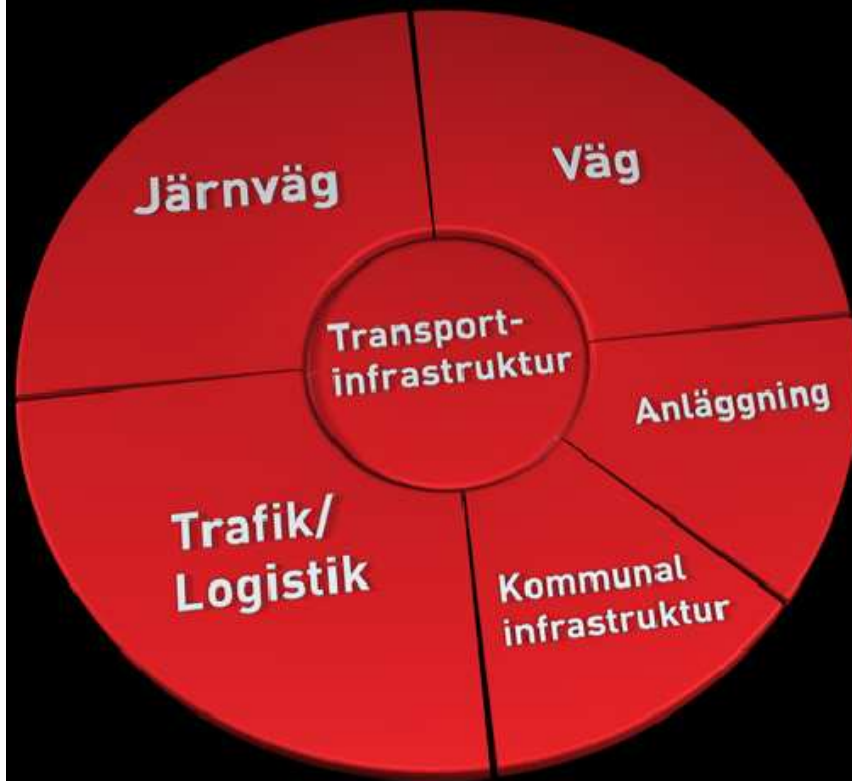 Järnväg
Väg
Transport-
infrastruktur
Anläggning
Trafik/
Logistik
Kommunal
infrastruktur